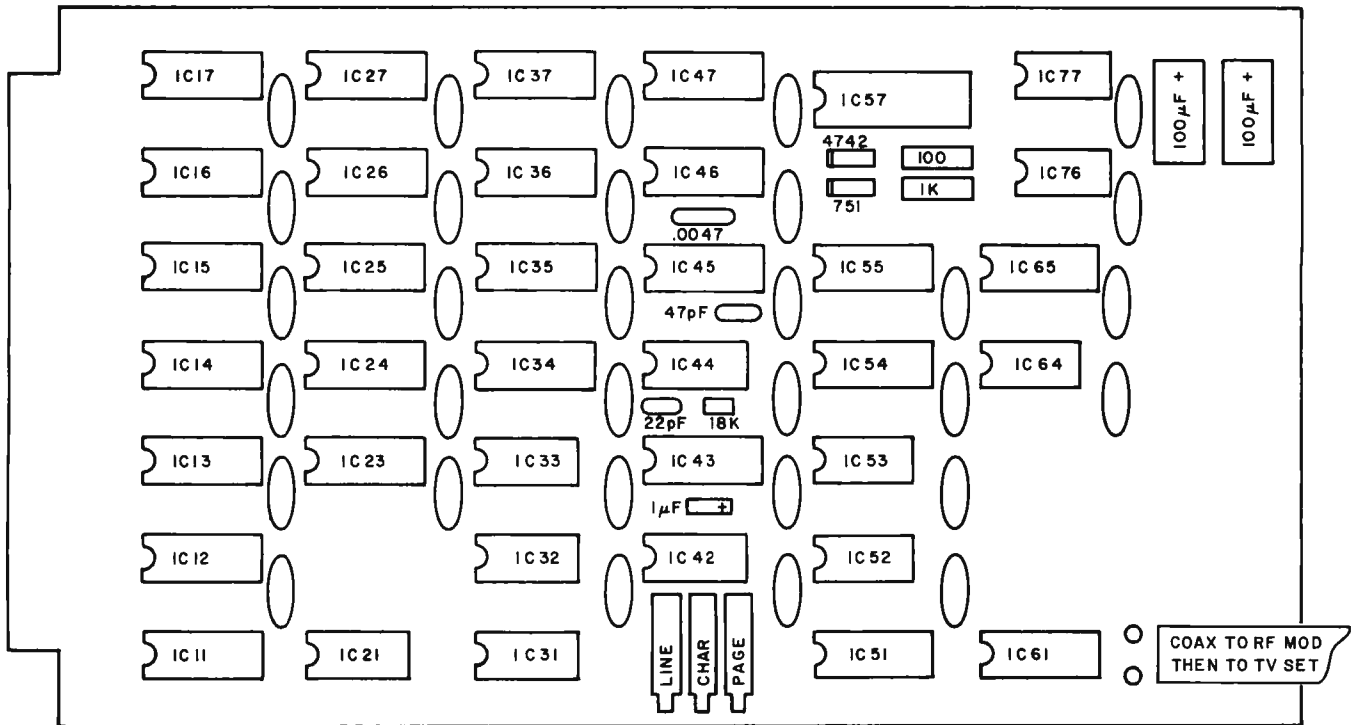 IC17
IC27
IC37
IC47
IC57
IC77
100µF +
100µF +
4742
100
IC16
IC26
IC36
IC46
751
1K
IC76
.0047
IC15
IC25
IC35
IC45
IC55
IC65
47pF
IC14
IC24
IC34
IC44
IC54
IC64
22pF
18K
IC13
IC23
IC33
IC43
IC53
1µF +
IC12
IC32
IC42
IC52
IC11
IC21
IC31
LINE
CHAR
PAGE
IC51
IC61
COAX TO RF MOD
THEN TO TV SET